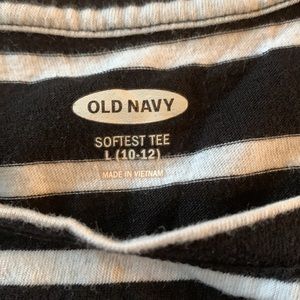 OLD NAVY
SOFTEST TEE
L (10-12)
MADE IN VIETNAM